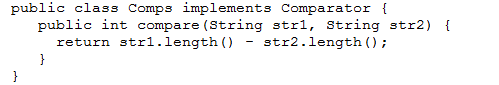 public class Comps implements Comparator {
   public int compare(String str1, String str2) {
     return str1.length() - str2.length();
   }
}